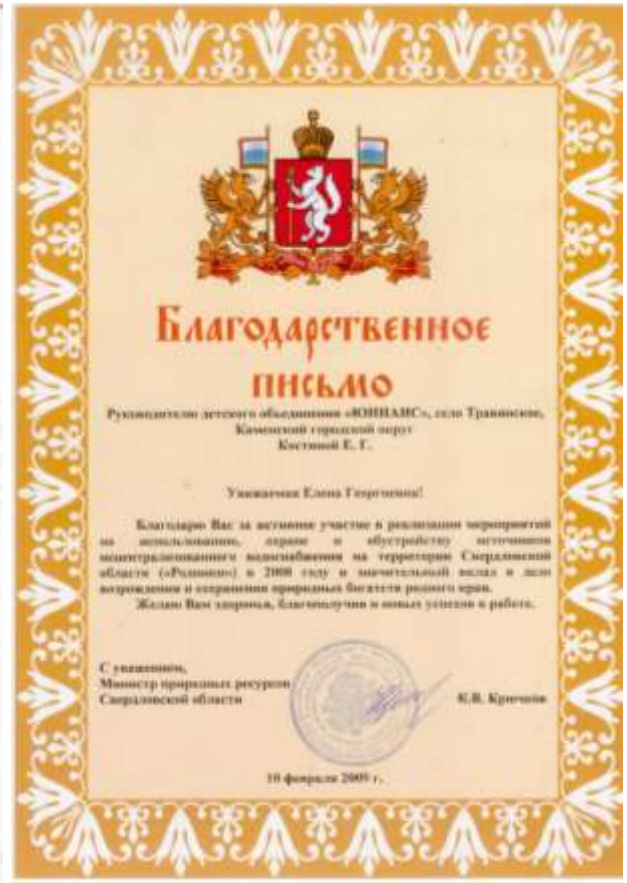 Благодарственное
письмо
Руководителю детского объединения «ЮННАИС», село Травянское,
Каменский городской округ
Костиной Е. Г.
Уважаемая Елена Георгиевна!
Благодарю Вас за активное участие в реализации мероприятий
по использованию, охране и обустройству источников
нецентрализованного водоснабжения на территории Свердловской
области («Родники») в 2008 году и значительный вклад в дело
возрождения и сохранения природных богатств родного края.
Желаю Вам здоровья, благополучия и новых успехов в работе.
С уважением,
Министр природных ресурсов
Свердловской области
К.В. Крючков
10 февраля 2009 г.